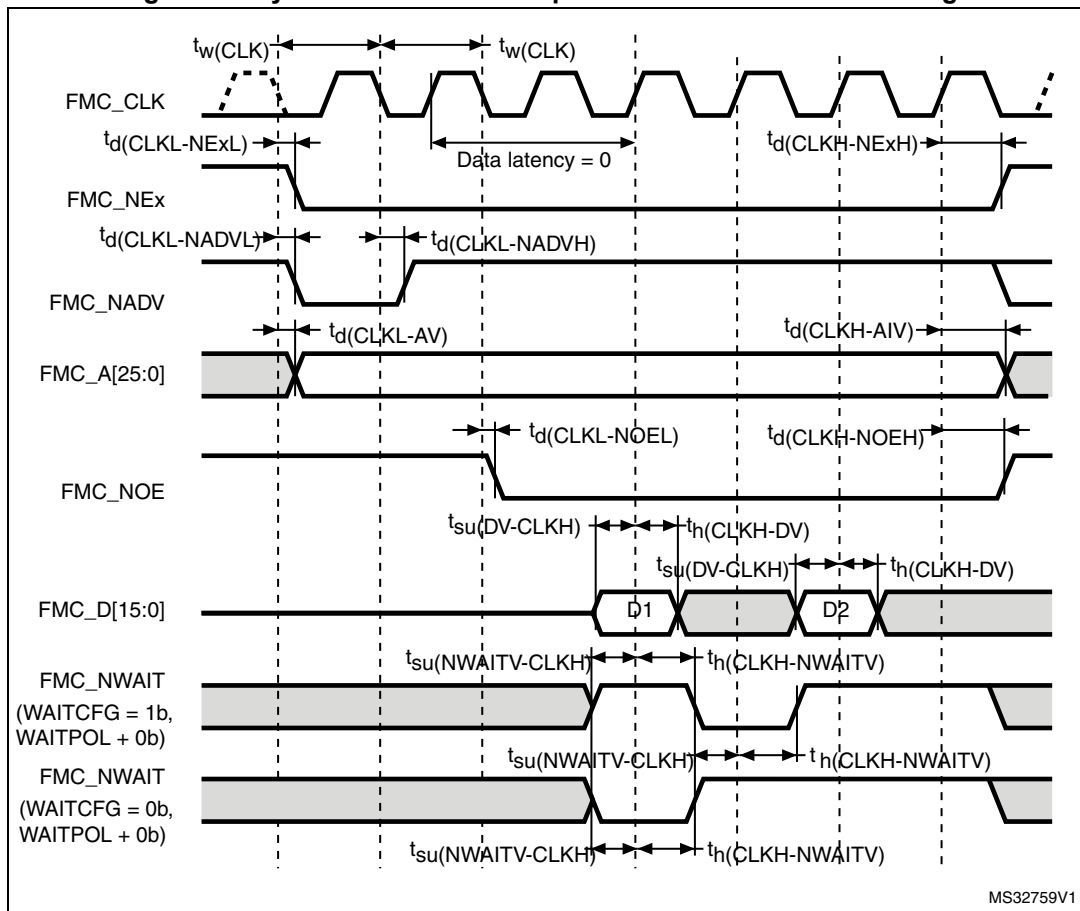 tw(CLK) tw(CLK)
FMC_CLK
td(CLKL-NExL) Data latency = 0 td(CLKH-NExH)
FMC_NEx
td(CLKL-NADVL) td(CLKL-NADVH)
FMC_NADV
td(CLKL-AV) td(CLKH-AIV)
FMC_A[25:0]
td(CLKL-NOEL) td(CLKH-NOEH)
FMC_NOE
tsu(DV-CLKH) th(CLKH-DV)
tsu(DV-CLKH) th(CLKH-DV)
FMC_D[15:0] D1 D2
tsu(NWAITV-CLKH) th(CLKH-NWAITV)
FMC_NWAIT
(WAITCFG = 1b,
WAITPOL + 0b)
tsu(NWAITV-CLKH) th(CLKH-NWAITV)
FMC_NWAIT
(WAITCFG = 0b,
WAITPOL + 0b)
tsu(NWAITV-CLKH) th(CLKH-NWAITV)
MS32759V1